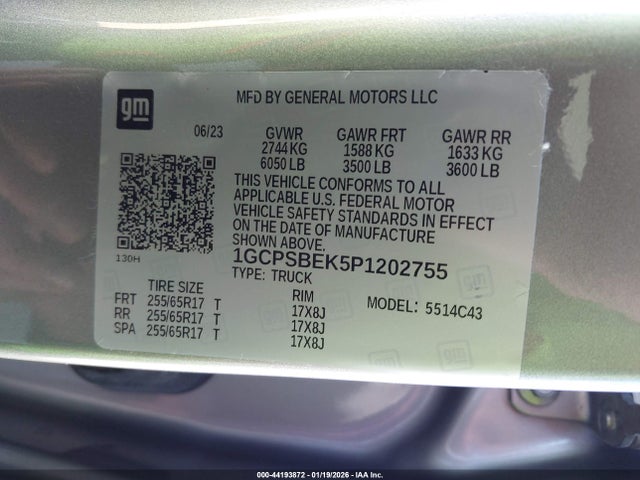 gm
MFD BY GENERAL MOTORS LLC
06/23 GVWR GAWR FRT GAWR RR
2744 KG 1588 KG 1633 KG
6050 LB 3500 LB 3600 LB
THIS VEHICLE CONFORMS TO ALL
APPLICABLE U.S. FEDERAL MOTOR
VEHICLE SAFETY STANDARDS IN EFFECT
ON THE DATE OF MANUFACTURE
SHOWN ABOVE.
130H
1GCPSBEK5P1202755
TYPE: TRUCK
TIRE SIZE RIM MODEL: 5514C43
FRT 255/65R17 T 17X8J
RR 255/65R17 T 17X8J
SPA 255/65R17 T 17X8J
000-44193872 - 01/19/2026 - IAA Inc.